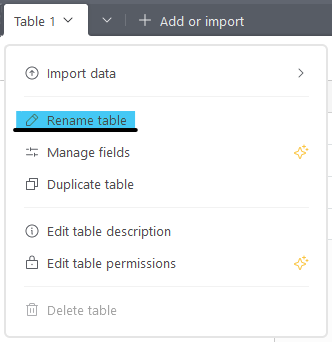 Table 1
Add or import
Import data
Rename table
Manage fields
Duplicate table
Edit table description
Edit table permissions
Delete table